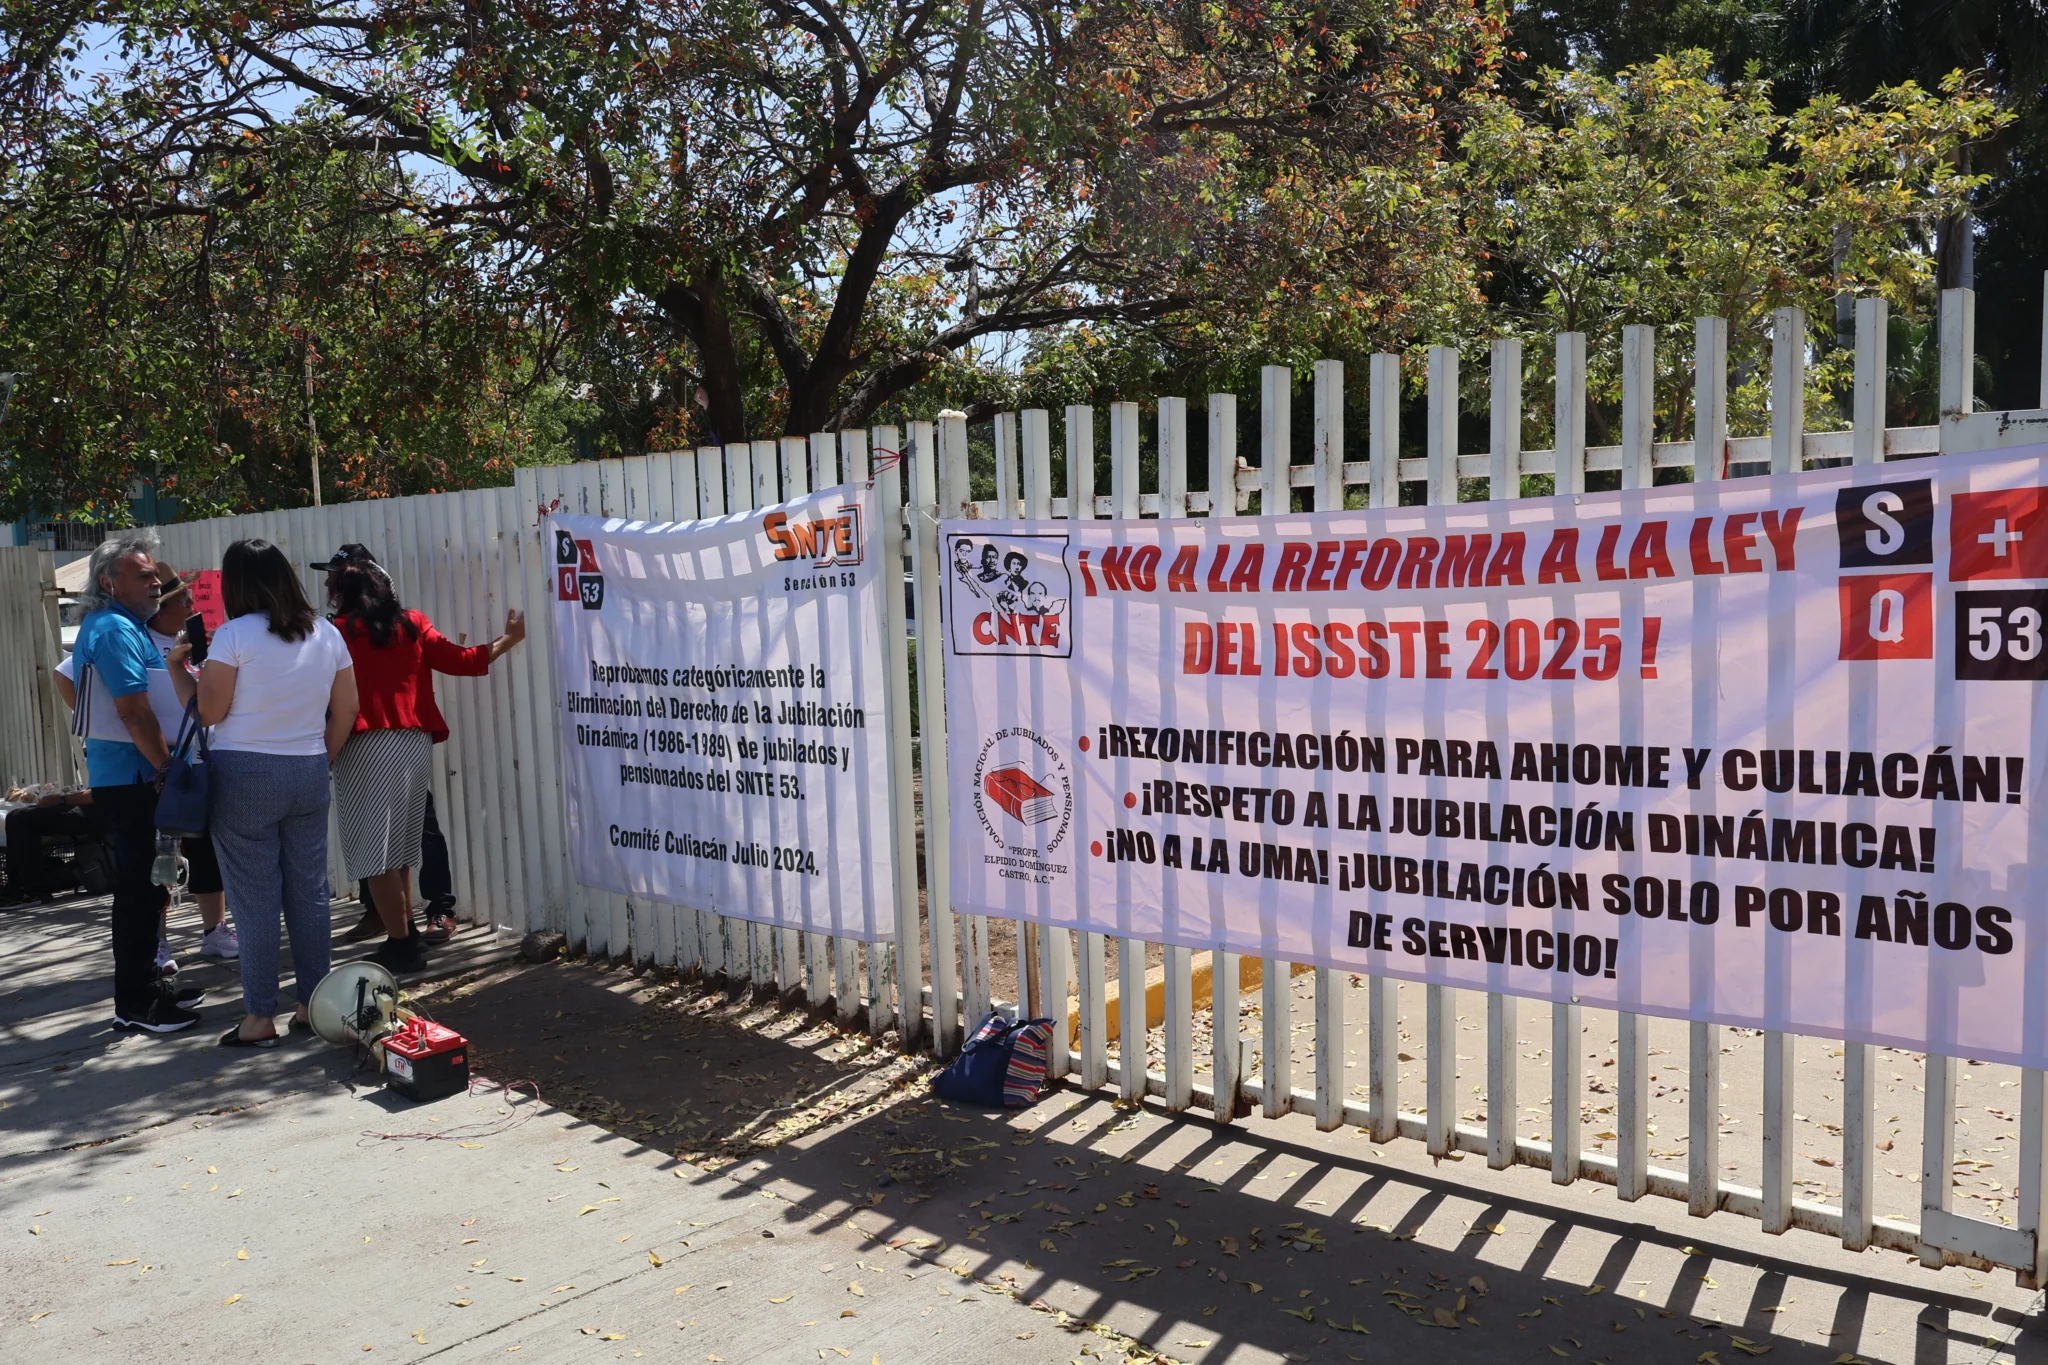 S
Q
53
SNTE
Sección 53
Reprobamos categóricamente la
Eliminacion del Derecho de la Jubilación
Dinámica (1986-1989) de jubilados y
pensionados del SNTE 53.
Comité Culiacán Julio 2024.
CNTE
¡NO A LA REFORMA A LA LEY
DEL ISSSTE 2025!
S +
Q 53
COALICIÓN NACIONAL DE JUBILADOS Y PENSIONADOS
"PROFR.
ELPIDIO DOMÍNGUEZ
CASTRO, A.C."
• ¡REZONIFICACIÓN PARA AHOME Y CULIACÁN!
• ¡RESPETO A LA JUBILACIÓN DINÁMICA!
• ¡NO A LA UMA! ¡JUBILACIÓN SOLO POR AÑOS
DE SERVICIO!
LTH